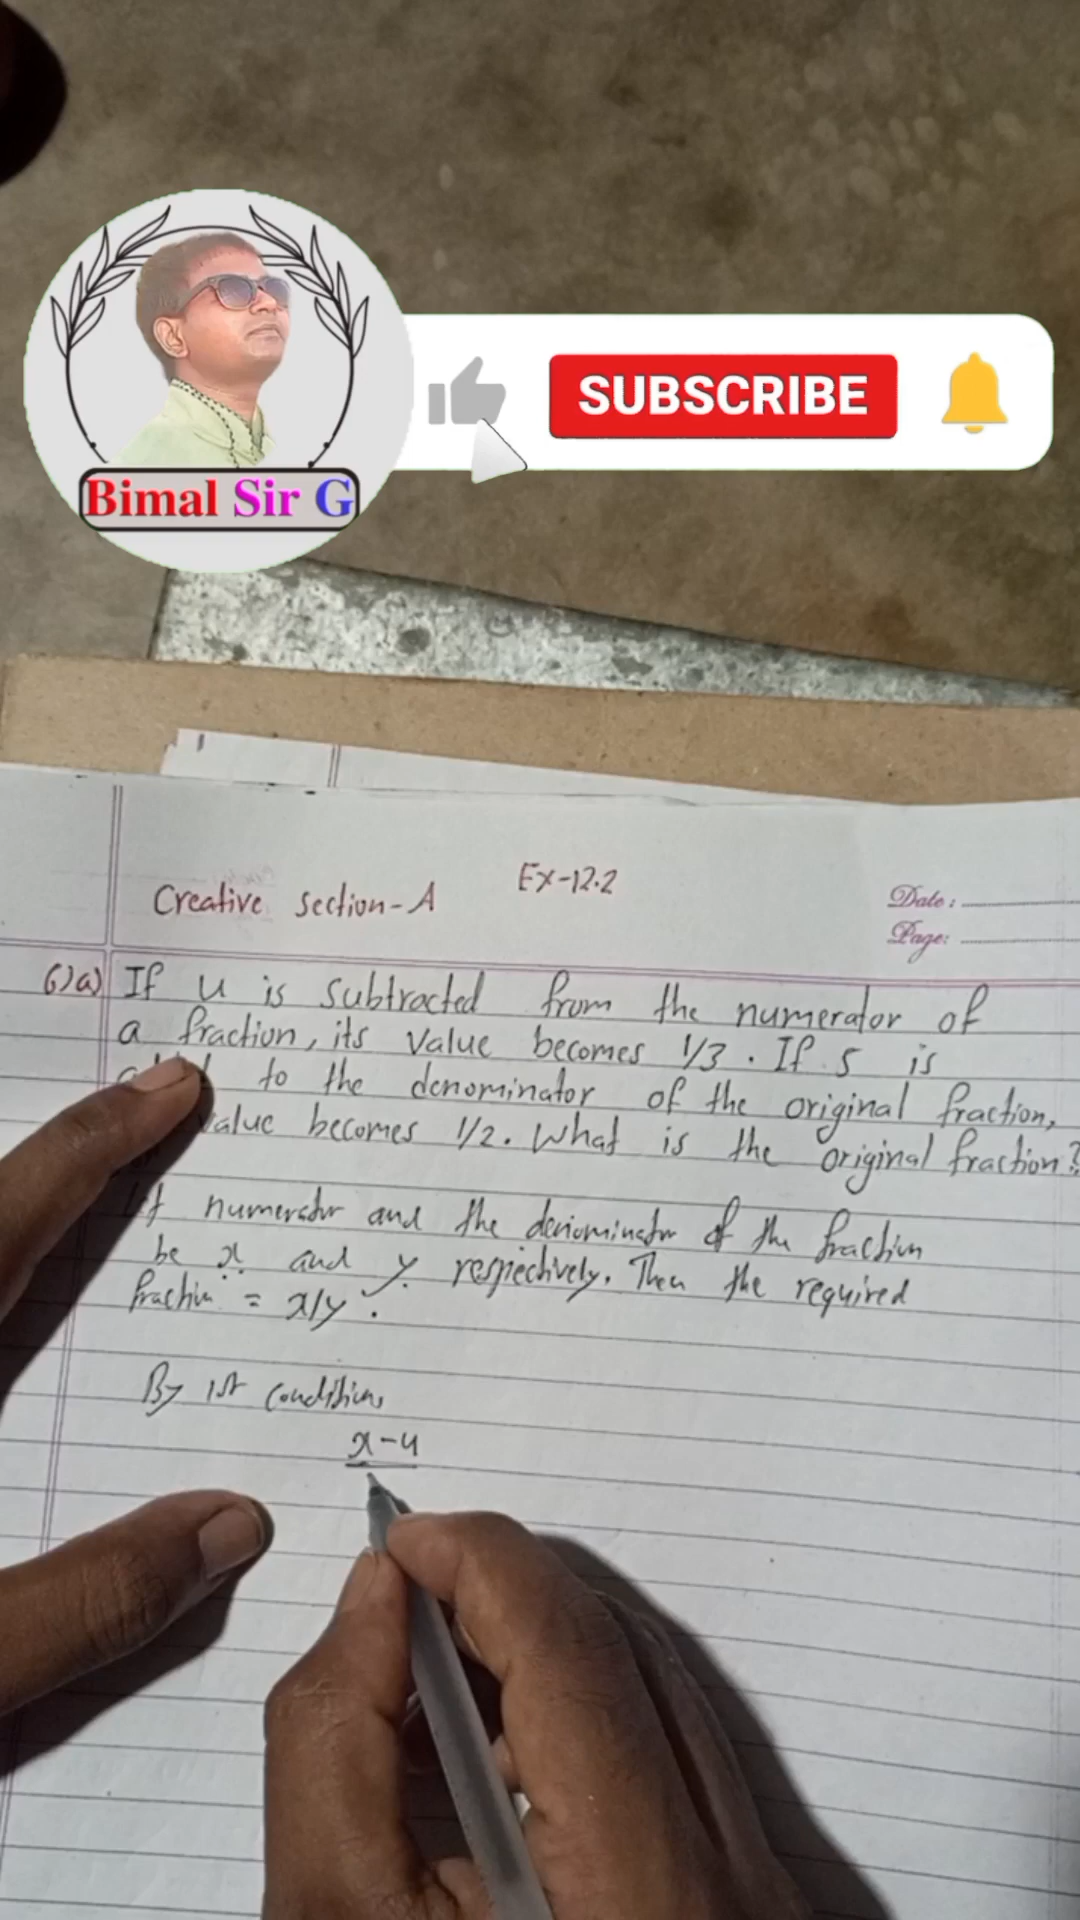 SUBSCRIBE
Bimal Sir G
Ex-12.2
Creative section-A
Date:
Page:
6)a) If 4 is subtracted from the numerator of
a fraction, its value becomes 1/3. If 5 is
to the denominator of the original fraction,
value becomes 1/2. What is the original fraction?
Let numerator and the denominator of the fraction
be x and y respectively. Then the required
fraction = x/y.
By 1st condition,
x-4